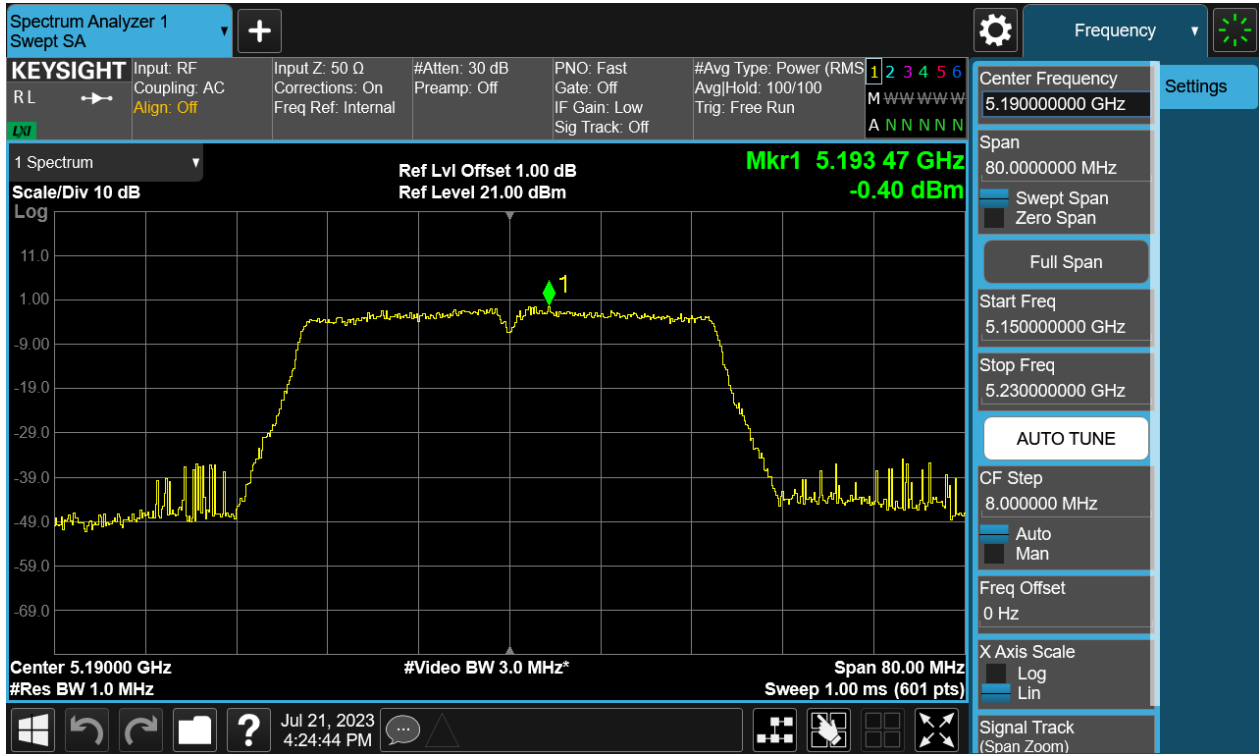 Spectrum Analyzer 1
Swept SA
Frequency
KEYSIGHT
R L
LXI
Input: RF
Coupling: AC
Align: Off
Input Z: 50 Ω
Corrections: On
Freq Ref: Internal
#Atten: 30 dB
Preamp: Off
PNO: Fast
Gate: Off
IF Gain: Low
Sig Track: Off
#Avg Type: Power (RMS
Avg|Hold: 100/100
Trig: Free Run
1 2 3 4 5 6
M W W W W W
A N N N N N
1 Spectrum
Scale/Div 10 dB
Log
Ref Lvl Offset 1.00 dB
Ref Level 21.00 dBm
Mkr1 5.193 47 GHz
-0.40 dBm
1
11.0
1.00
-9.00
-19.0
-29.0
-39.0
-49.0
-59.0
-69.0
Center 5.19000 GHz
#Res BW 1.0 MHz
#Video BW 3.0 MHz*
Span 80.00 MHz
Sweep 1.00 ms (601 pts)
Center Frequency
5.190000000 GHz
Span
80.0000000 MHz
Swept Span
Zero Span
Full Span
Start Freq
5.150000000 GHz
Stop Freq
5.230000000 GHz
AUTO TUNE
CF Step
8.000000 MHz
Auto
Man
Freq Offset
0 Hz
X Axis Scale
Log
Lin
Signal Track
(Span Zoom)
Settings
?
Jul 21, 2023
4:24:44 PM